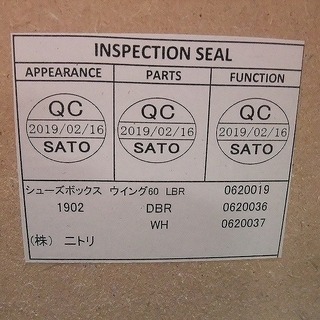 INSPECTION SEAL
APPEARANCE PARTS FUNCTION
QC QC QC
2019/02/16 2019/02/16 2019/02/16
SATO SATO SATO
シューズボックス ウイング60 LBR 0620019
1902 DBR 0620036
WH 0620037
(株) ニトリ